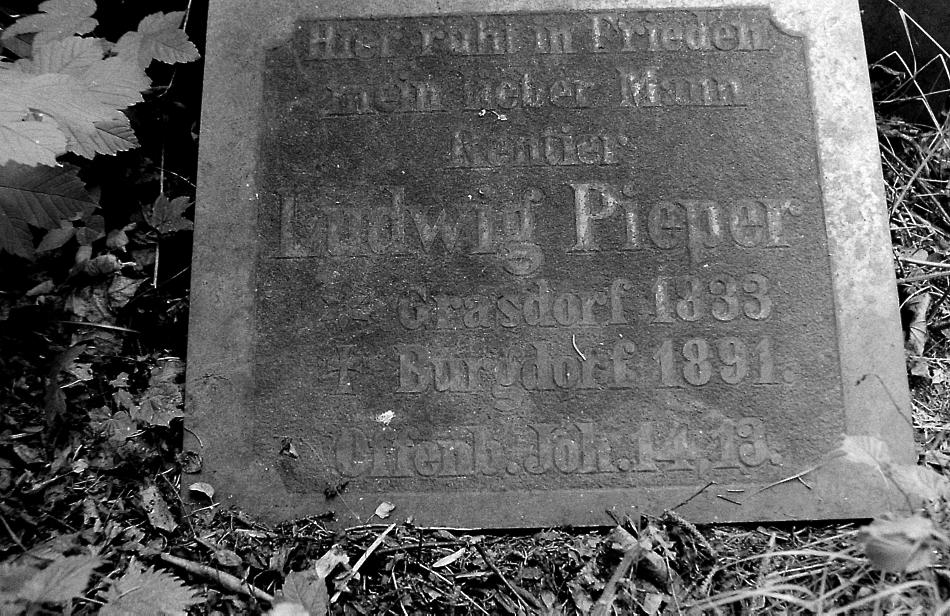 Hier ruht in Frieden
mein lieber Mann
Rentier
Ludwig Pieper
* Grasdorf 1833
† Burgdorf 1891.
Offenb. Joh. 14, 13.